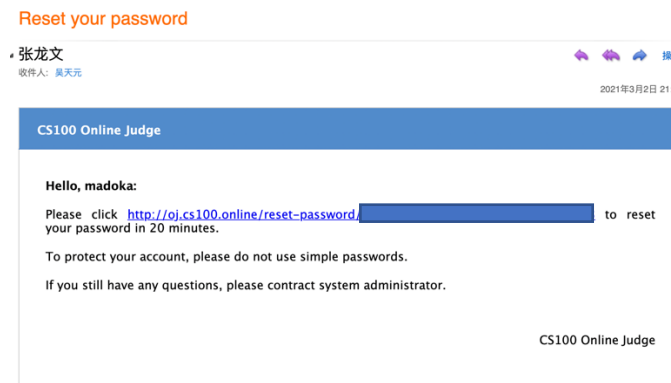 Reset your password
张龙文
收件人: 吴天元
2021年3月2日 21
CS100 Online Judge
Hello, madoka:
Please click http://oj.cs100.online/reset-password/ to reset
your password in 20 minutes.
To protect your account, please do not use simple passwords.
If you still have any questions, please contract system administrator.
CS100 Online Judge